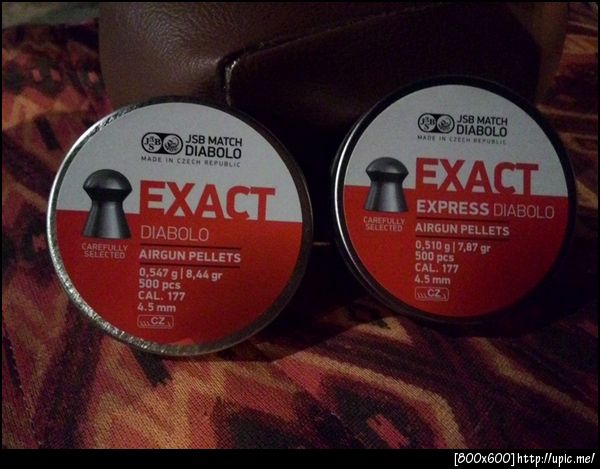 JSB
JSB MATCH
DIABOLO
MADE IN CZECH REPUBLIC
EXACT
DIABOLO
AIRGUN PELLETS
CAREFULLY
SELECTED
0,547 g | 8,44 gr
500 pcs
CAL. 177
4.5 mm
CZ
JSB
JSB MATCH
DIABOLO
MADE IN CZECH REPUBLIC
EXACT
EXPRESS DIABOLO
AIRGUN PELLETS
CAREFULLY
SELECTED
0,510 g | 7,87 gr
500 pcs
CAL. 177
4.5 mm
CZ
[800x600]http://upic.me/